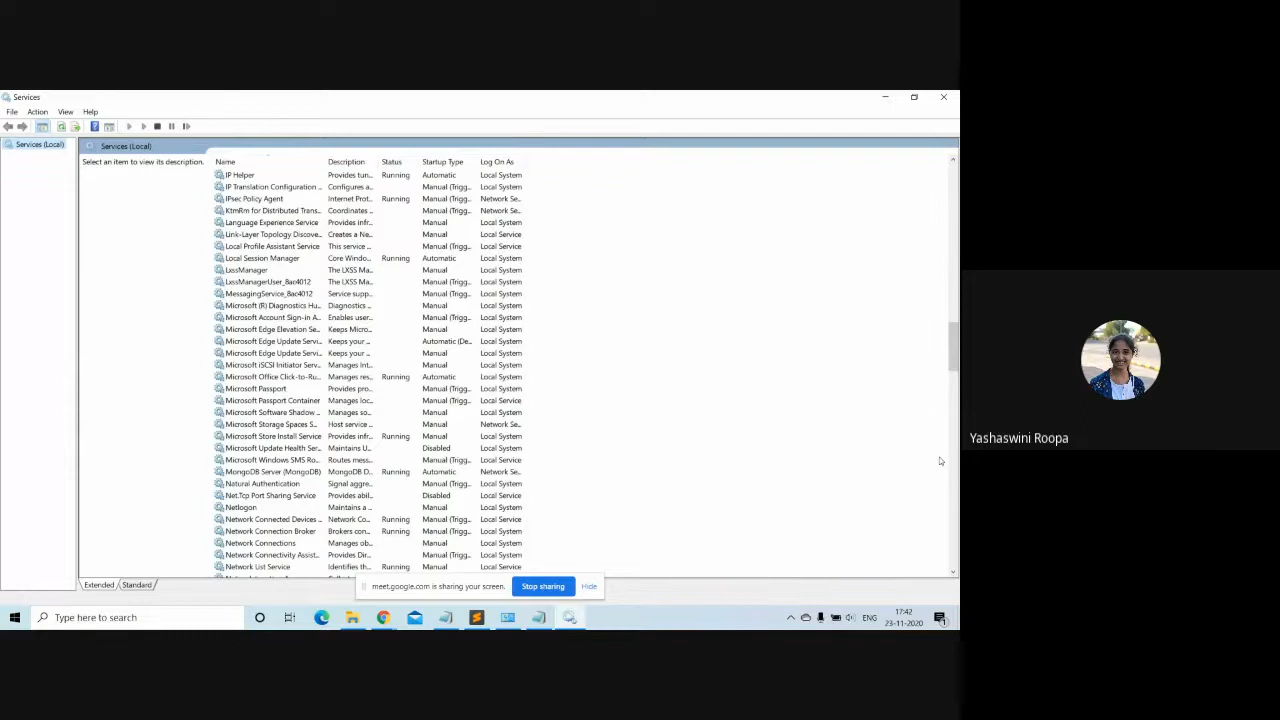 Services
File Action View Help
Services (Local)
Services (Local)
Select an item to view its description.
Name Description Status Startup Type Log On As
IP Helper Provides tun... Running Automatic Local System
IP Translation Configuration ... Configures a... Manual (Trigg... Local System
IPsec Policy Agent Internet Prot... Running Manual (Trigg... Network Se...
KtmRm for Distributed Trans... Coordinates ... Manual (Trigg... Network Se...
Language Experience Service Provides infr... Manual Local System
Link-Layer Topology Discove... Creates a Ne... Manual Local Service
Local Profile Assistant Service This service ... Manual (Trigg... Local Service
Local Session Manager Core Windo... Running Automatic Local System
LxssManager The LXSS Ma... Manual Local System
LxssManagerUser_8ac4012 The LXSS Ma... Manual (Trigg... Local System
MessagingService_8ac4012 Service supp... Manual (Trigg... Local System
Microsoft (R) Diagnostics Hu... Diagnostics ... Manual Local System
Microsoft Account Sign-in A... Enables user... Manual (Trigg... Local System
Microsoft Edge Elevation Se... Keeps Micro... Manual Local System
Microsoft Edge Update Servi... Keeps your ... Automatic (De... Local System
Microsoft Edge Update Servi... Keeps your ... Manual Local System
Microsoft iSCSI Initiator Serv... Manages Int... Manual Local System
Microsoft Office Click-to-Ru... Manages res... Running Automatic Local System
Microsoft Passport Provides pro... Manual (Trigg... Local System
Microsoft Passport Container Manages loc... Manual (Trigg... Local Service
Microsoft Software Shadow ... Manages so... Manual Local System
Microsoft Storage Spaces S... Host service ... Manual Network Se...
Microsoft Store Install Service Provides infr... Running Manual Local System
Microsoft Update Health Ser... Maintains U... Disabled Local System
Microsoft Windows SMS Ro... Routes mess... Manual (Trigg... Local Service
MongoDB Server (MongoDB) MongoDB D... Running Automatic Network Se...
Natural Authentication Signal aggre... Manual (Trigg... Local System
Net.Tcp Port Sharing Service Provides abil... Disabled Local Service
Netlogon Maintains a ... Manual Local System
Network Connected Devices ... Network Co... Running Manual (Trigg... Local Service
Network Connection Broker Brokers con... Running Manual (Trigg... Local System
Network Connections Manages ob... Manual Local System
Network Connectivity Assist... Provides Dir... Manual (Trigg... Local System
Network List Service Identifies th... Running Manual Local Service
Extended Standard
meet.google.com is sharing your screen. Stop sharing Hide
Type here to search
ENG
17:42
23-11-2020
1
Yashaswini Roopa